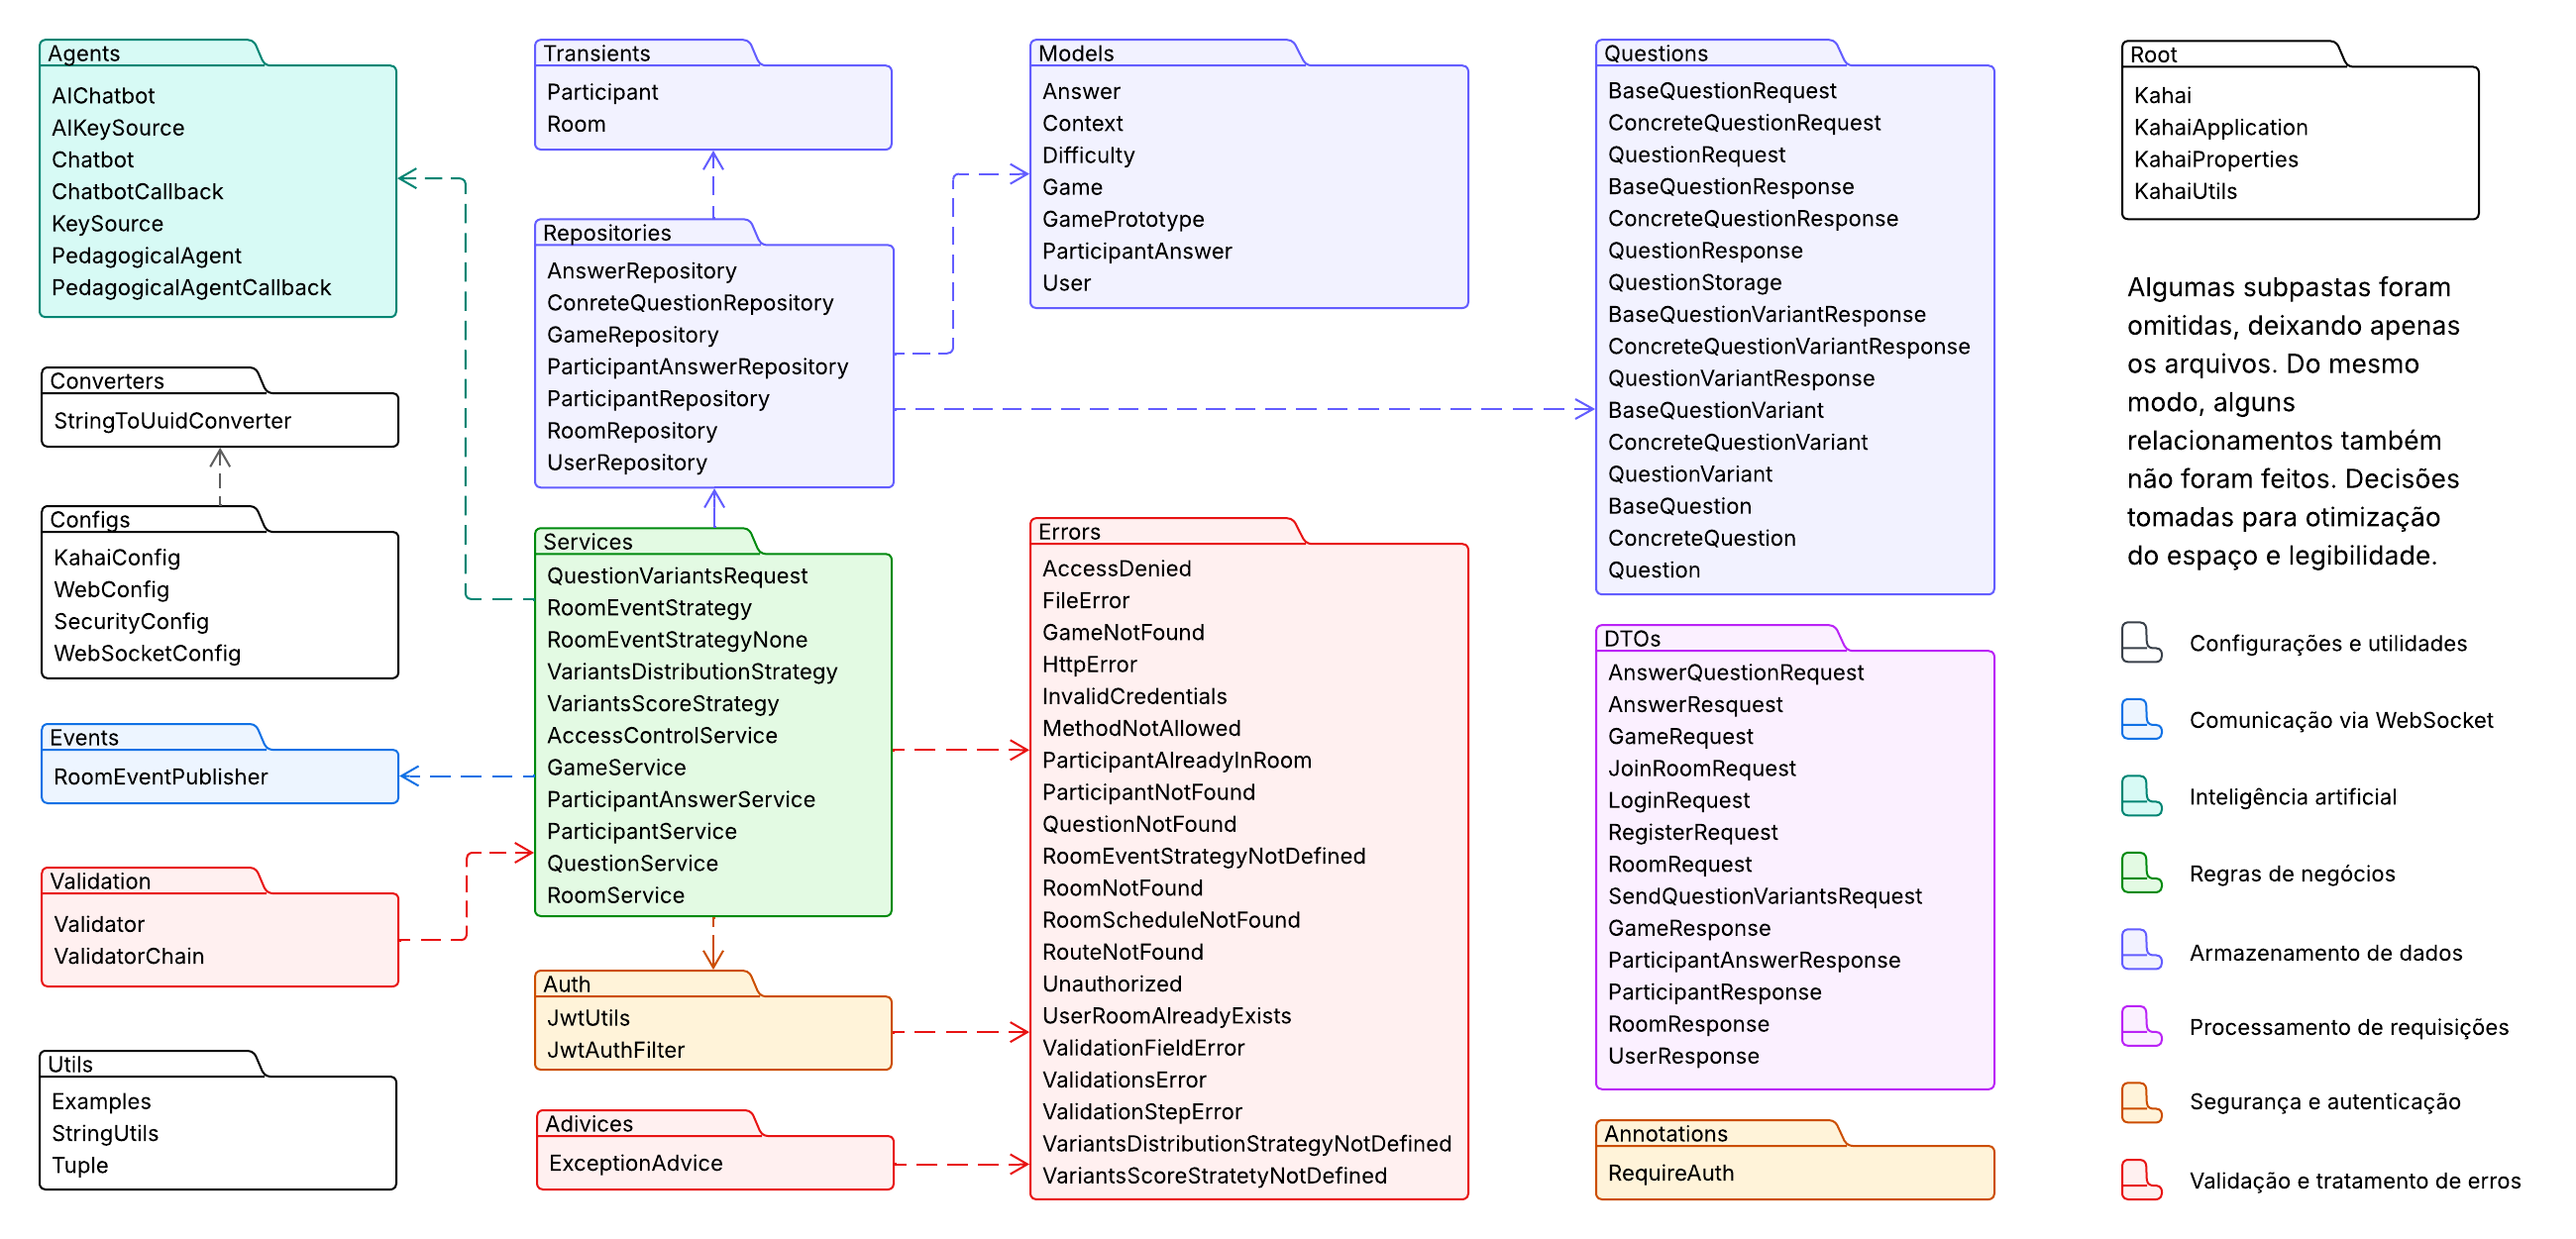 Agents
AIChatbot
AIKeySource
Chatbot
ChatbotCallback
KeySource
PedagogicalAgent
PedagogicalAgentCallback
Converters
StringToUuidConverter
Configs
KahaiConfig
WebConfig
SecurityConfig
WebSocketConfig
Events
RoomEventPublisher
Validation
Validator
ValidatorChain
Utils
Examples
StringUtils
Tuple
Transients
Participant
Room
Repositories
AnswerRepository
ConreteQuestionRepository
GameRepository
ParticipantAnswerRepository
ParticipantRepository
RoomRepository
UserRepository
Services
QuestionVariantsRequest
RoomEventStrategy
RoomEventStrategyNone
VariantsDistributionStrategy
VariantsScoreStrategy
AccessControlService
GameService
ParticipantAnswerService
ParticipantService
QuestionService
RoomService
Auth
JwtUtils
JwtAuthFilter
Adivices
ExceptionAdvice
Models
Answer
Context
Difficulty
Game
GamePrototype
ParticipantAnswer
User
Errors
AccessDenied
FileError
GameNotFound
HttpError
InvalidCredentials
MethodNotAllowed
ParticipantAlreadyInRoom
ParticipantNotFound
QuestionNotFound
RoomEventStrategyNotDefined
RoomNotFound
RoomScheduleNotFound
RouteNotFound
Unauthorized
UserRoomAlreadyExists
ValidationFieldError
ValidationsError
ValidationStepError
VariantsDistributionStrategyNotDefined
VariantsScoreStratetyNotDefined
Questions
BaseQuestionRequest
ConcreteQuestionRequest
QuestionRequest
BaseQuestionResponse
ConcreteQuestionResponse
QuestionResponse
QuestionStorage
BaseQuestionVariantResponse
ConcreteQuestionVariantResponse
QuestionVariantResponse
BaseQuestionVariant
ConcreteQuestionVariant
QuestionVariant
BaseQuestion
ConcreteQuestion
Question
DTOs
AnswerQuestionRequest
AnswerResquest
GameRequest
JoinRoomRequest
LoginRequest
RegisterRequest
RoomRequest
SendQuestionVariantsRequest
GameResponse
ParticipantAnswerResponse
ParticipantResponse
RoomResponse
UserResponse
Annotations
RequireAuth
Root
Kahai
KahaiApplication
KahaiProperties
KahaiUtils
Algumas subpastas foram
omitidas, deixando apenas
os arquivos. Do mesmo
modo, alguns
relacionamentos também
não foram feitos. Decisões
tomadas para otimização
do espaço e legibilidade.
Configurações e utilidades
Comunicação via WebSocket
Inteligência artificial
Regras de negócios
Armazenamento de dados
Processamento de requisições
Segurança e autenticação
Validação e tratamento de erros